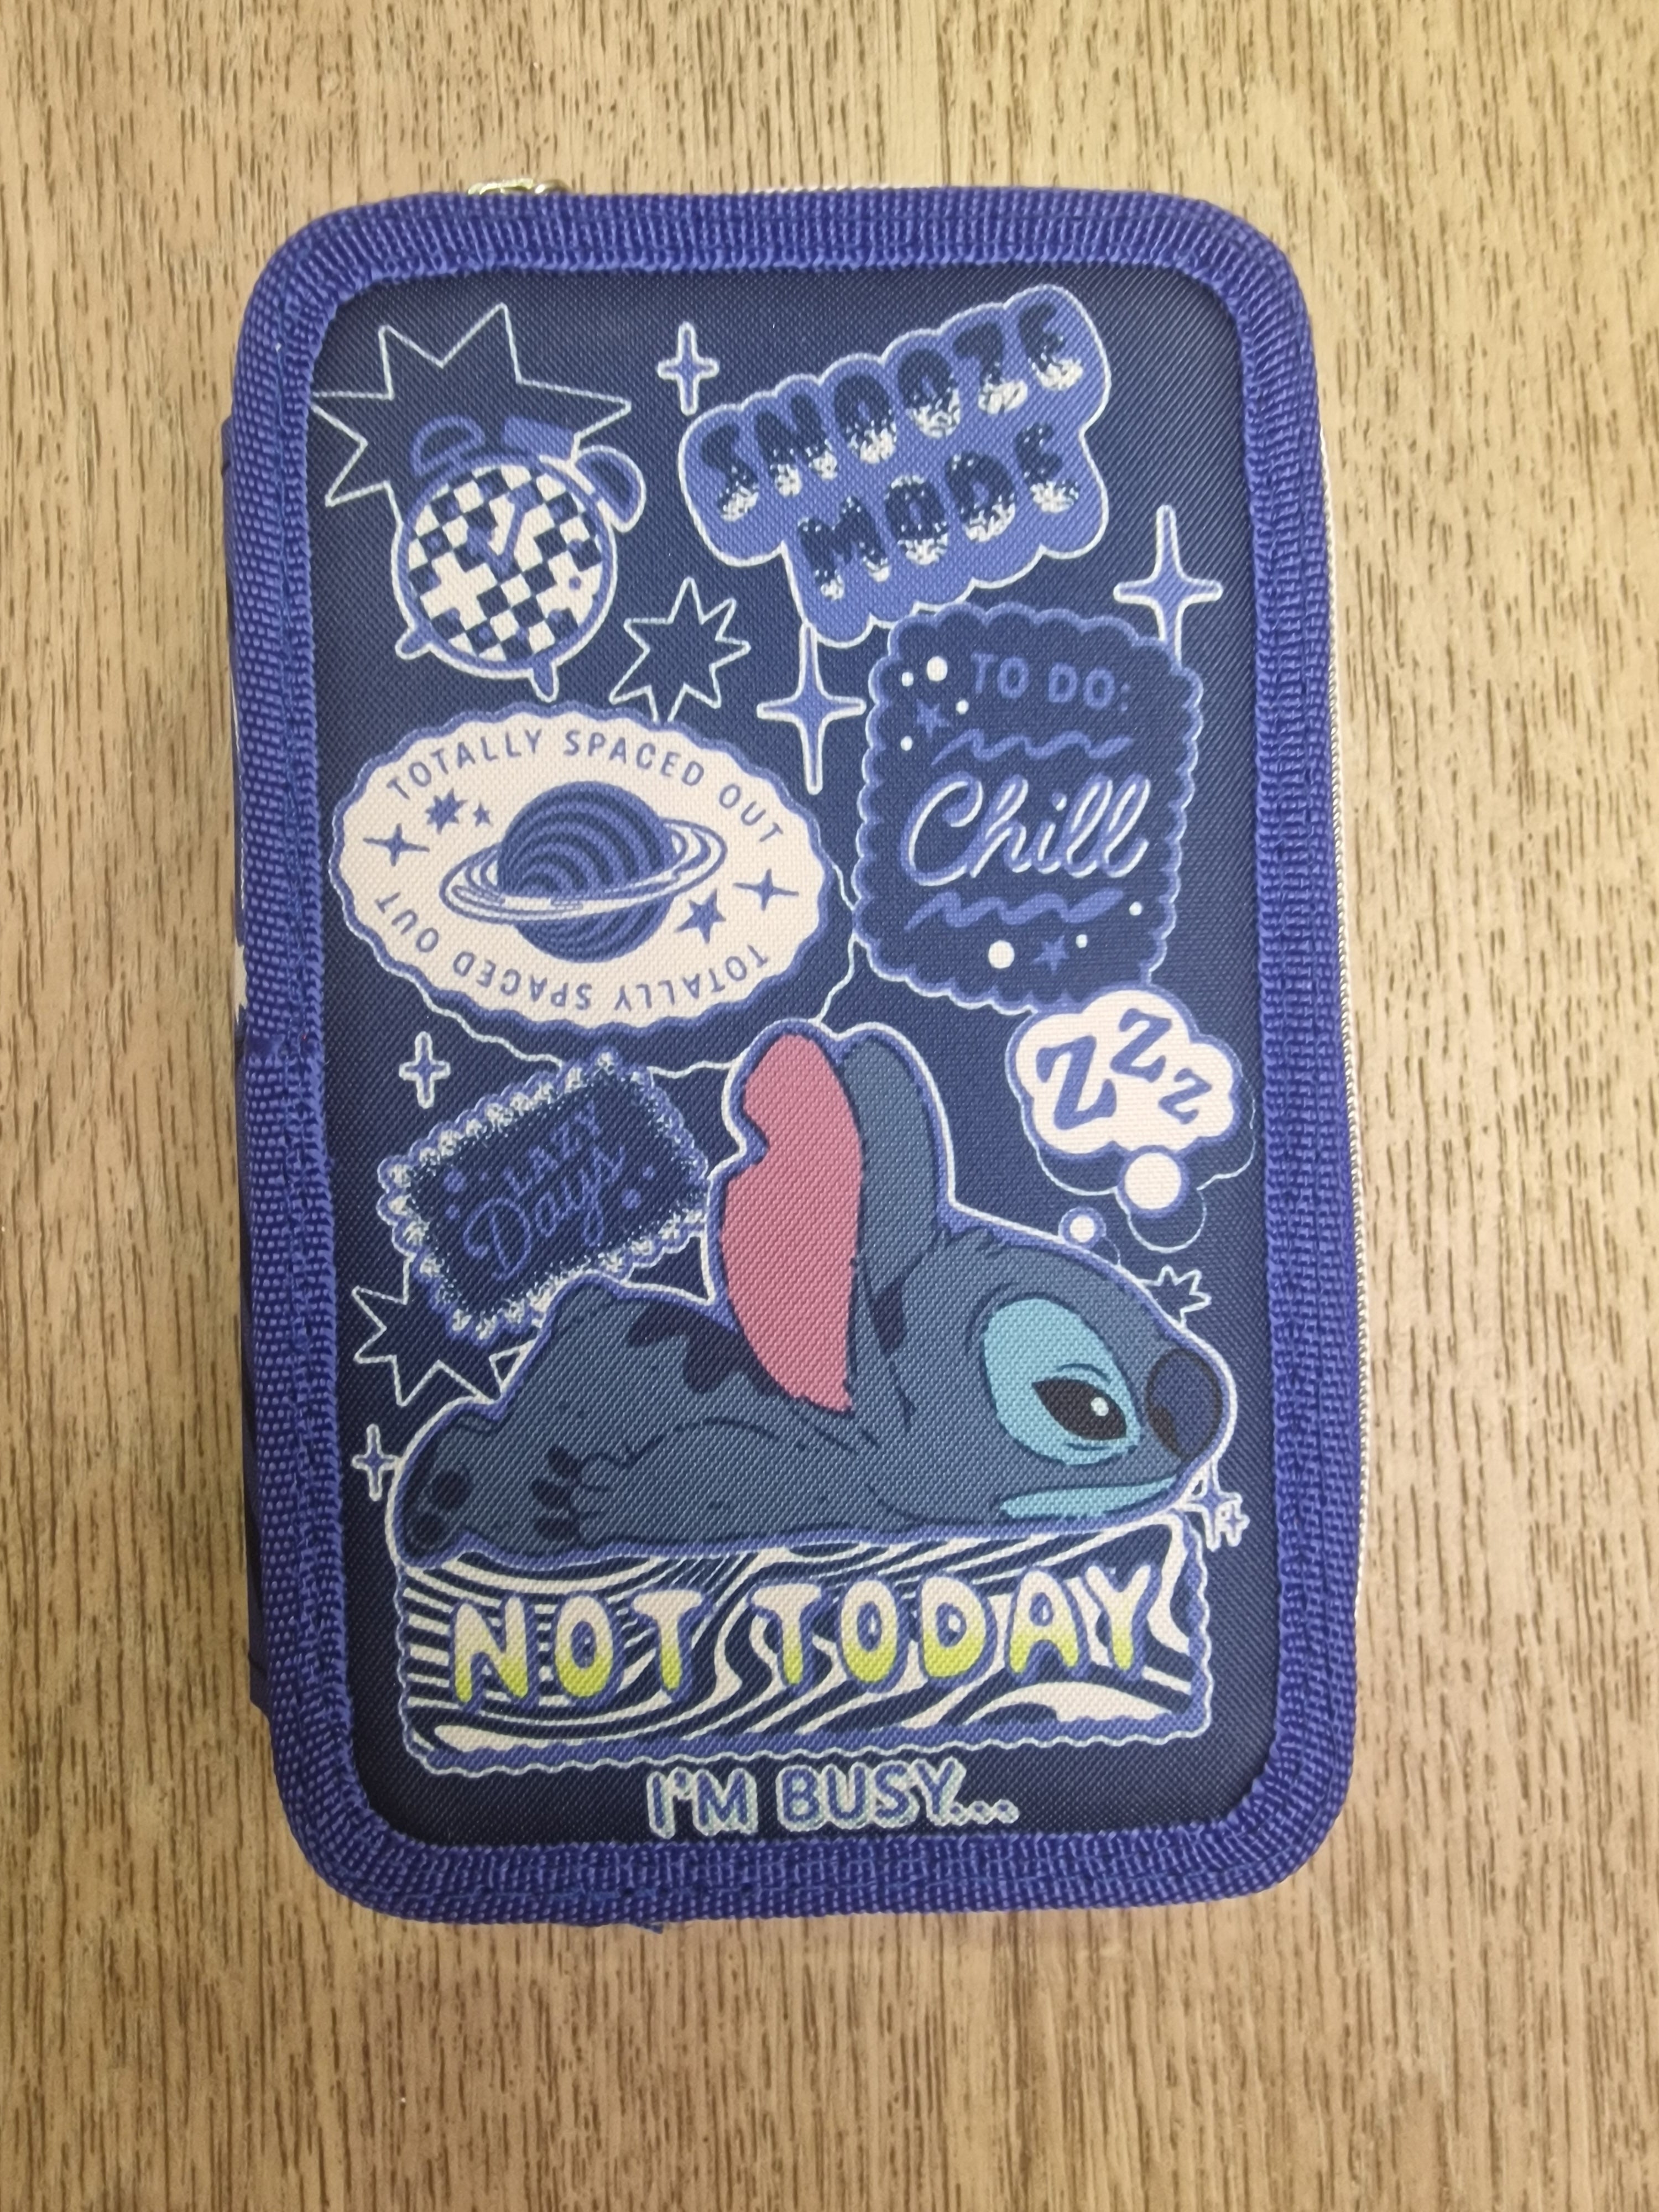 SNOOZE
MODE
TO DO:
Chill
TOTALLY SPACED OUT
TOTALLY SPACED OUT
ZZZ
LAZY
Days
NOT TODAY
I'M BUSY...